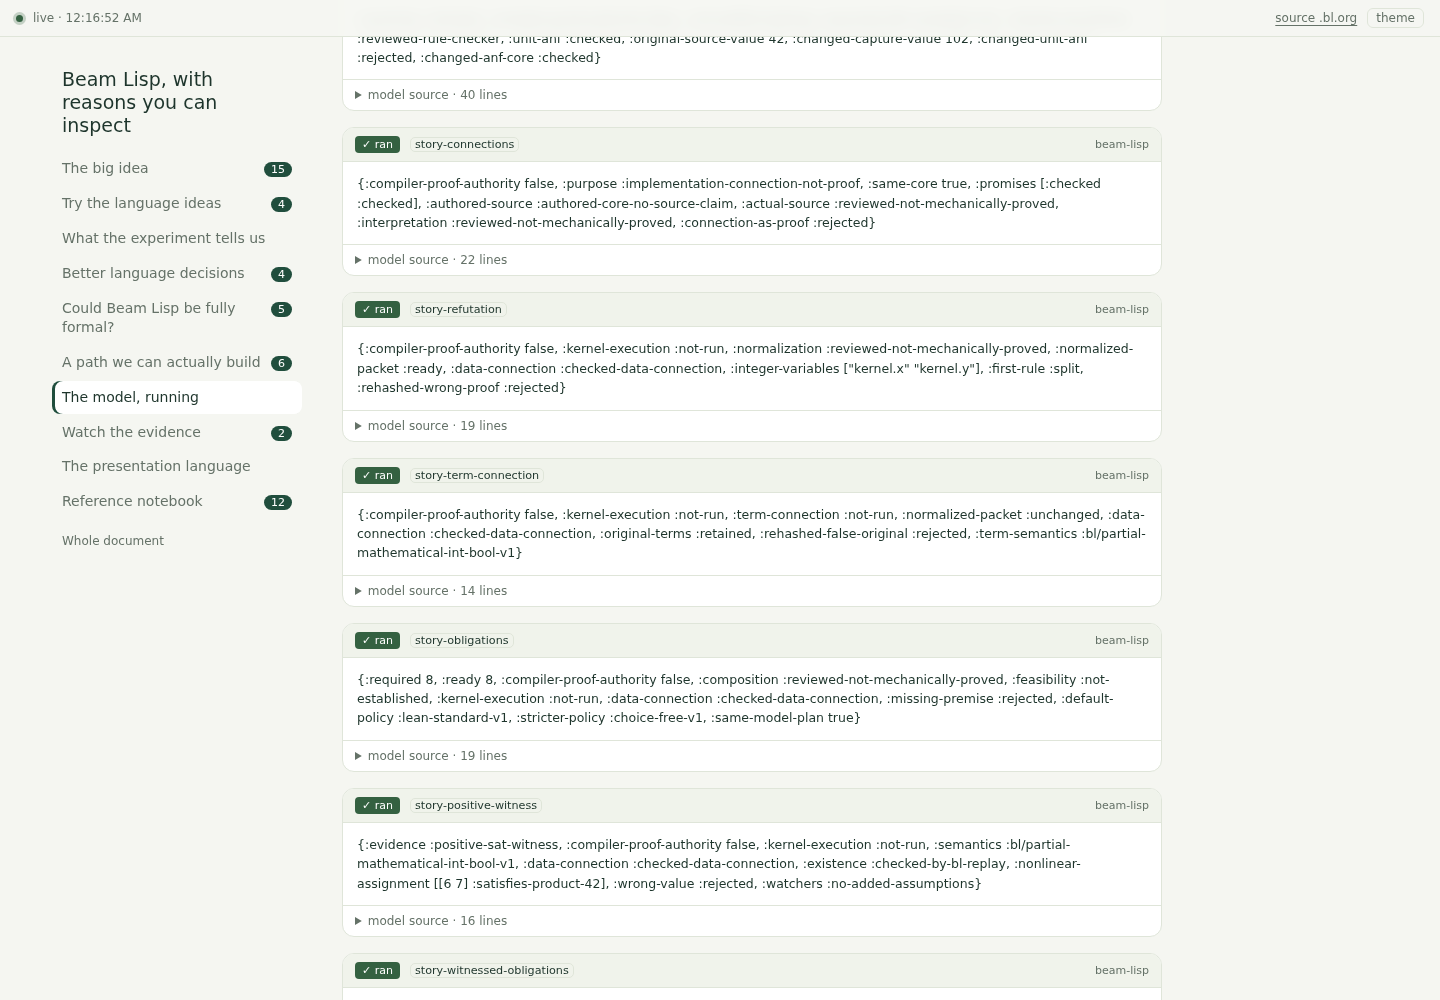 live · 12:16:52 AM
source .bl.org
theme
Beam Lisp, with
reasons you can
inspect
The big idea 15
Try the language ideas 4
What the experiment tells us
Better language decisions 4
Could Beam Lisp be fully
formal? 5
A path we can actually build 6
The model, running
Watch the evidence 2
The presentation language
Reference notebook 12
Whole document
:reviewed-rule-checker, :unit-anf :checked, :original-source-value 42, :changed-capture-value 102, :changed-unit-anf
:rejected, :changed-anf-core :checked}
▶ model source · 40 lines
✓ ran story-connections beam-lisp
{:compiler-proof-authority false, :purpose :implementation-connection-not-proof, :same-core true, :promises [:checked
:checked], :authored-source :authored-core-no-source-claim, :actual-source :reviewed-not-mechanically-proved,
:interpretation :reviewed-not-mechanically-proved, :connection-as-proof :rejected}
▶ model source · 22 lines
✓ ran story-refutation beam-lisp
{:compiler-proof-authority false, :kernel-execution :not-run, :normalization :reviewed-not-mechanically-proved, :normalized-
packet :ready, :data-connection :checked-data-connection, :integer-variables ["kernel.x" "kernel.y"], :first-rule :split,
:rehashed-wrong-proof :rejected}
▶ model source · 19 lines
✓ ran story-term-connection beam-lisp
{:compiler-proof-authority false, :kernel-execution :not-run, :term-connection :not-run, :normalized-packet :unchanged, :data-
connection :checked-data-connection, :original-terms :retained, :rehashed-false-original :rejected, :term-semantics :bl/partial-
mathematical-int-bool-v1}
▶ model source · 14 lines
✓ ran story-obligations beam-lisp
{:required 8, :ready 8, :compiler-proof-authority false, :composition :reviewed-not-mechanically-proved, :feasibility :not-
established, :kernel-execution :not-run, :data-connection :checked-data-connection, :missing-premise :rejected, :default-
policy :lean-standard-v1, :stricter-policy :choice-free-v1, :same-model-plan true}
▶ model source · 19 lines
✓ ran story-positive-witness beam-lisp
{:evidence :positive-sat-witness, :compiler-proof-authority false, :kernel-execution :not-run, :semantics :bl/partial-
mathematical-int-bool-v1, :data-connection :checked-data-connection, :existence :checked-by-bl-replay, :nonlinear-
assignment [[6 7] :satisfies-product-42], :wrong-value :rejected, :watchers :no-added-assumptions}
▶ model source · 16 lines
✓ ran story-witnessed-obligations beam-lisp